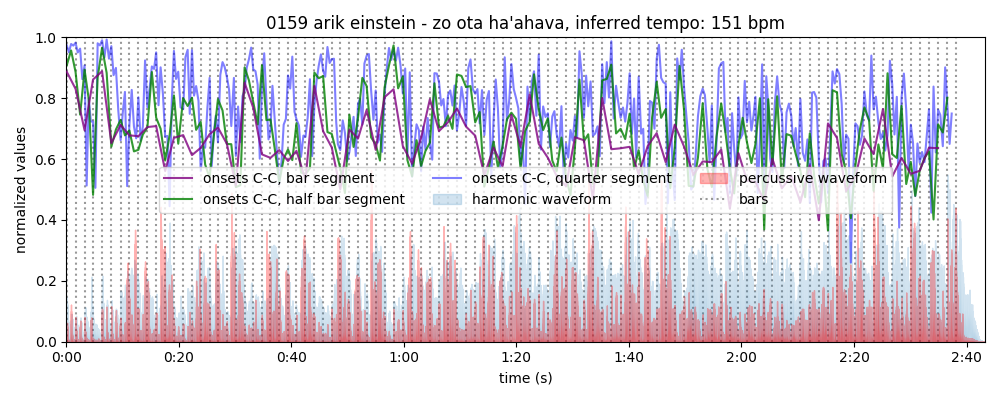 0159 arik einstein - zo ota ha'ahava, inferred tempo: 151 bpm
1.0
0.8
0.6
0.4
0.2
0.0
normalized values
onsets C-C, bar segment
onsets C-C, half bar segment
onsets C-C, quarter segment
harmonic waveform
percussive waveform
bars
0:00 0:20 0:40 1:00 1:20 1:40 2:00 2:20 2:40
time (s)